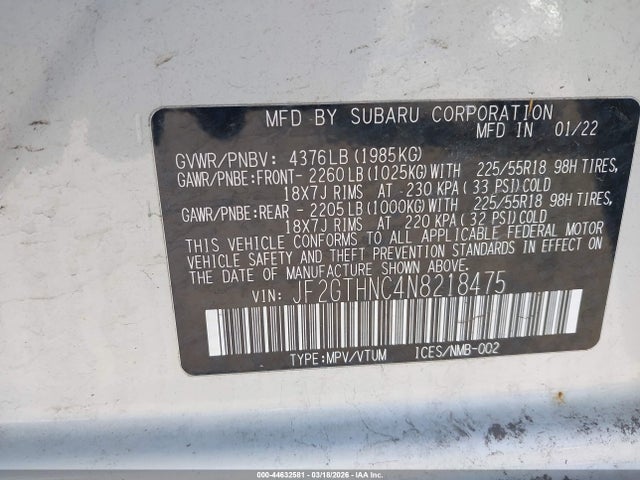 MFD BY SUBARU CORPORATION
MFD IN 01/22
GVWR/PNBV: 4376LB(1985KG)
GAWR/PNBE:FRONT- 2260LB(1025KG)WITH 225/55R18 98H TIRES,
18X7J RIMS AT 230 KPA(33 PSI)COLD
GAWR/PNBE:REAR - 2205LB(1000KG)WITH 225/55R18 98H TIRES,
18X7J RIMS AT 220 KPA(32 PSI)COLD
THIS VEHICLE CONFORMS TO ALL APPLICABLE FEDERAL MOTOR
VEHICLE SAFETY AND THEFT PREVENTION STANDARDS IN EFFECT ON
THE DATE OF MANUFACTURE SHOWN ABOVE.
VIN: JF2GTHNC4N8218475
TYPE:MPV/VTUM ICES/NMB-002
000-44632581 - 03/18/2026 - COPYRIGHT IAA, LLC.